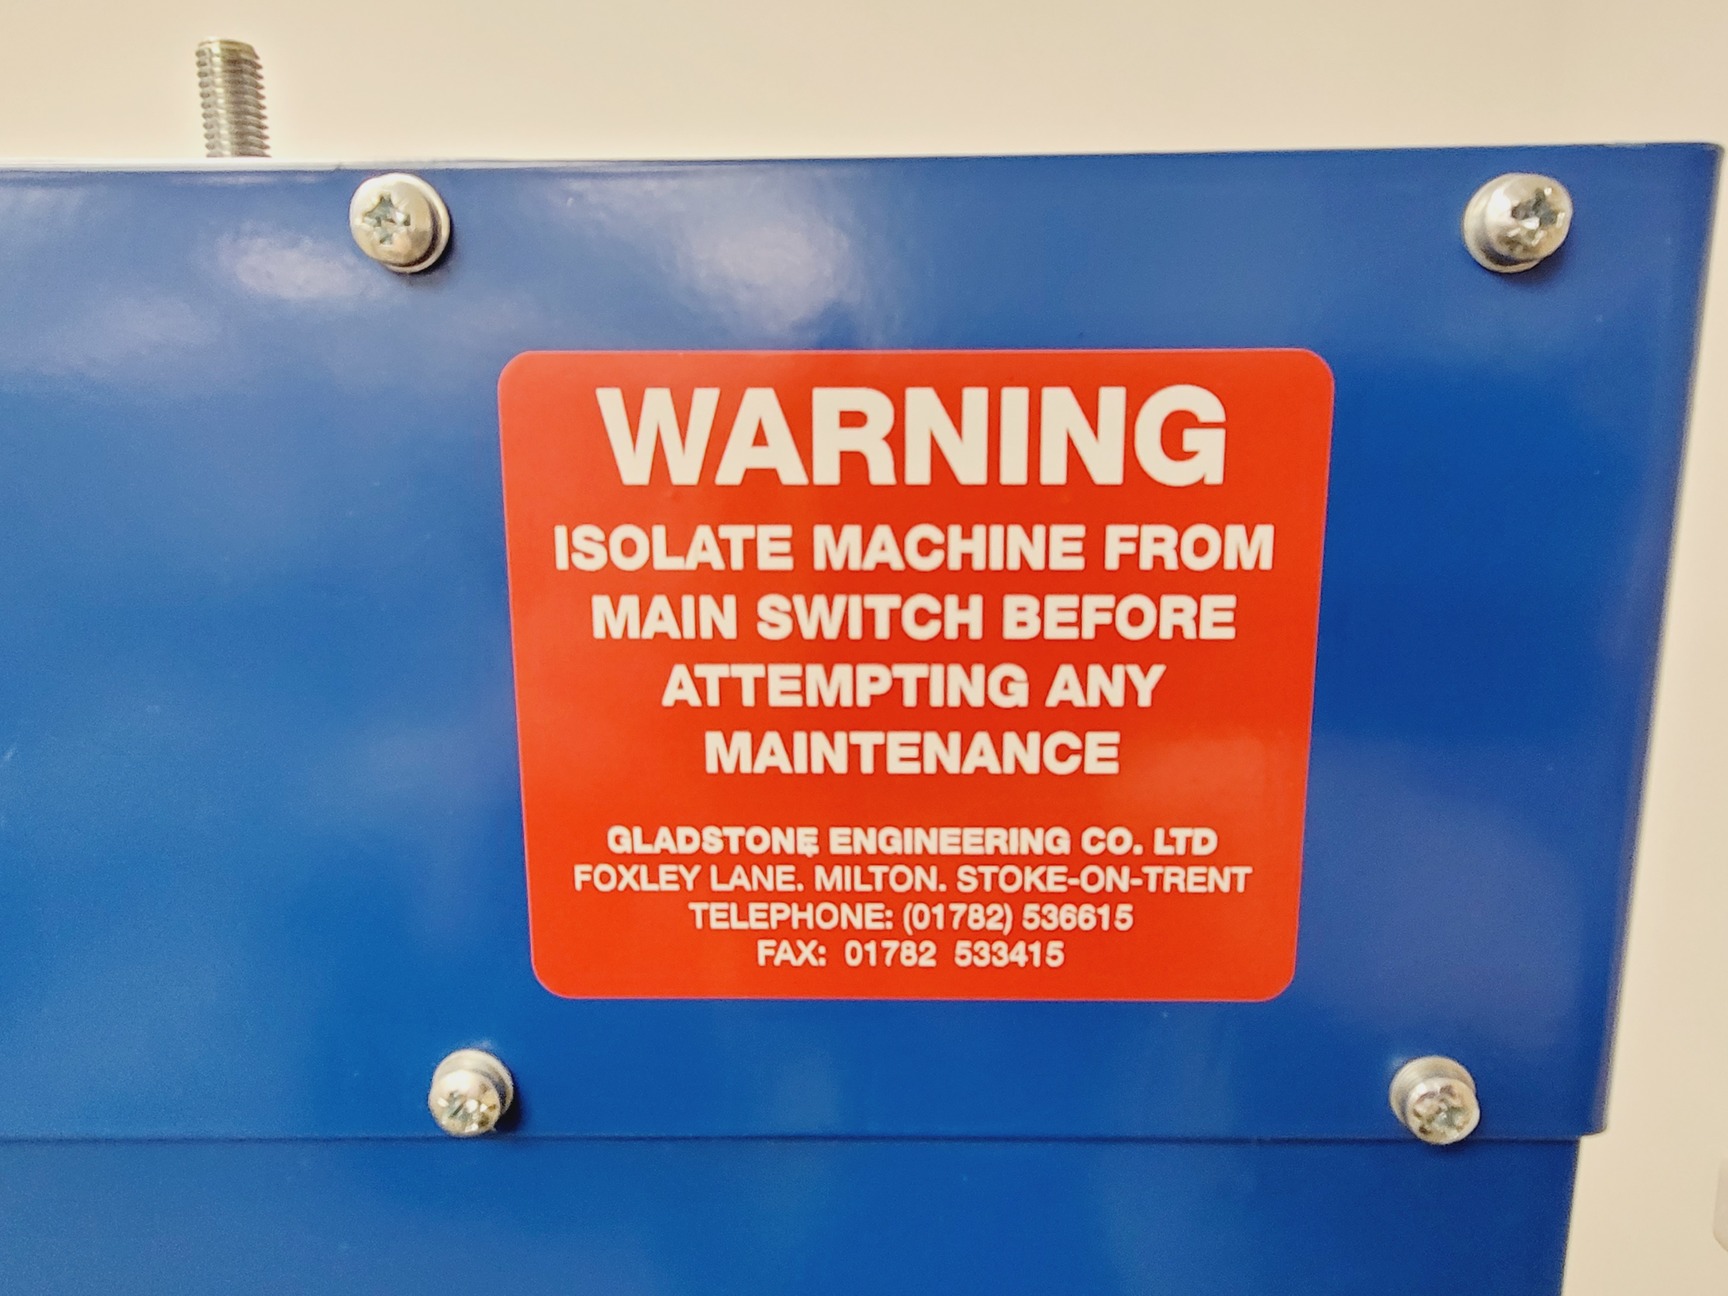 WARNING
ISOLATE MACHINE FROM
MAIN SWITCH BEFORE
ATTEMPTING ANY
MAINTENANCE
GLADSTONE ENGINEERING CO. LTD
FOXLEY LANE. MILTON. STOKE-ON-TRENT
TELEPHONE: (01782) 536615
FAX: 01782 533415